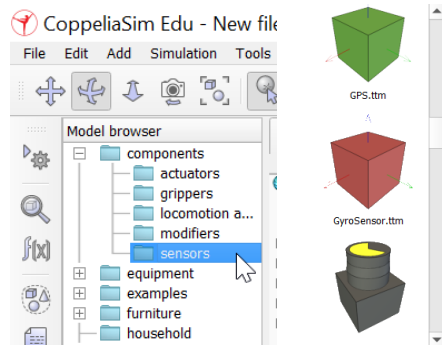 CoppeliaSim Edu - New file
File Edit Add Simulation Tools
Model browser
components
actuators
grippers
locomotion a...
modifiers
sensors
equipment
examples
furniture
household
f(x)
GPS.ttm
GyroSensor.ttm